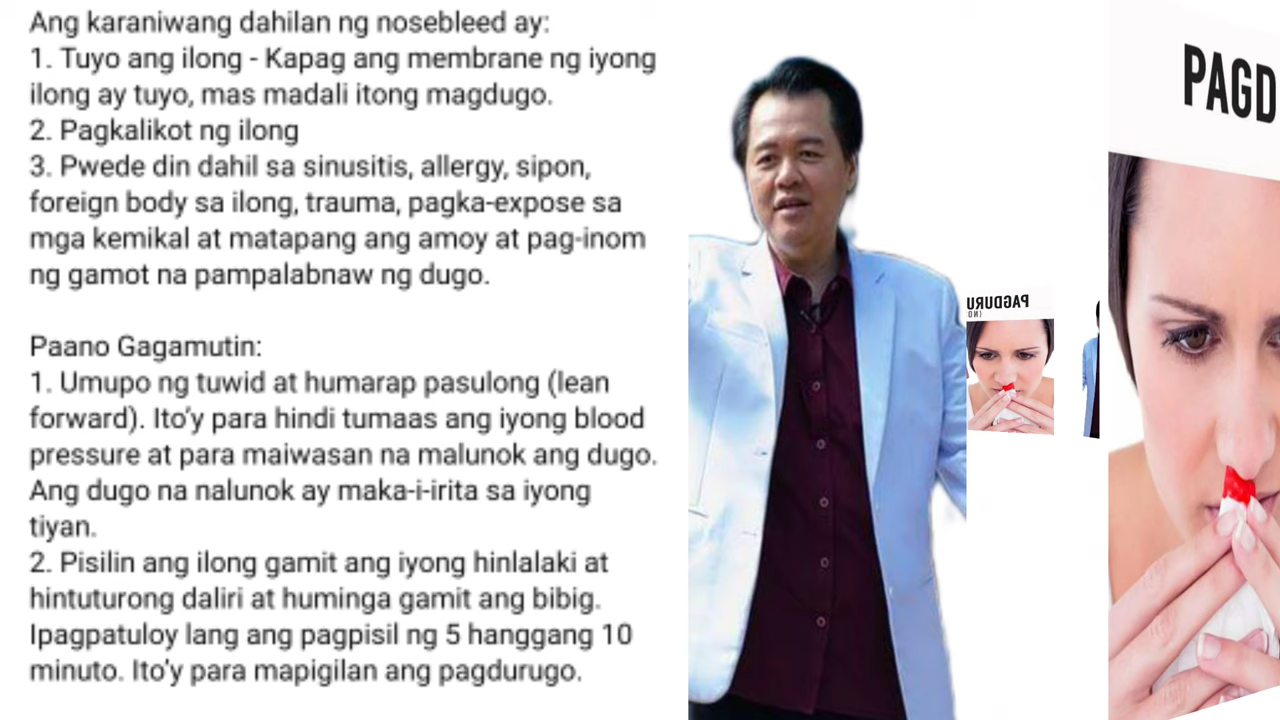 Ang karaniwang dahilan ng nosebleed ay:
1. Tuyo ang ilong - Kapag ang membrane ng iyong
ilong ay tuyo, mas madali itong magdugo.
2. Pagkalikot ng ilong
3. Pwede din dahil sa sinusitis, allergy, sipon,
foreign body sa ilong, trauma, pagka-expose sa
mga kemikal at matapang ang amoy at pag-inom
ng gamot na pampalabnaw ng dugo.
Paano Gagamutin:
1. Umupo ng tuwid at humarap pasulong (lean
forward). Ito’y para hindi tumaas ang iyong blood
pressure at para maiwasan na malunok ang dugo.
Ang dugo na nalunok ay maka-i-irita sa iyong
tiyan.
2. Pisilin ang ilong gamit ang iyong hinlalaki at
hintuturong daliri at huminga gamit ang bibig.
Ipagpatuloy lang ang pagpisil ng 5 hanggang 10
minuto. Ito’y para mapigilan ang pagdurugo.
PAGDURU
PAGD